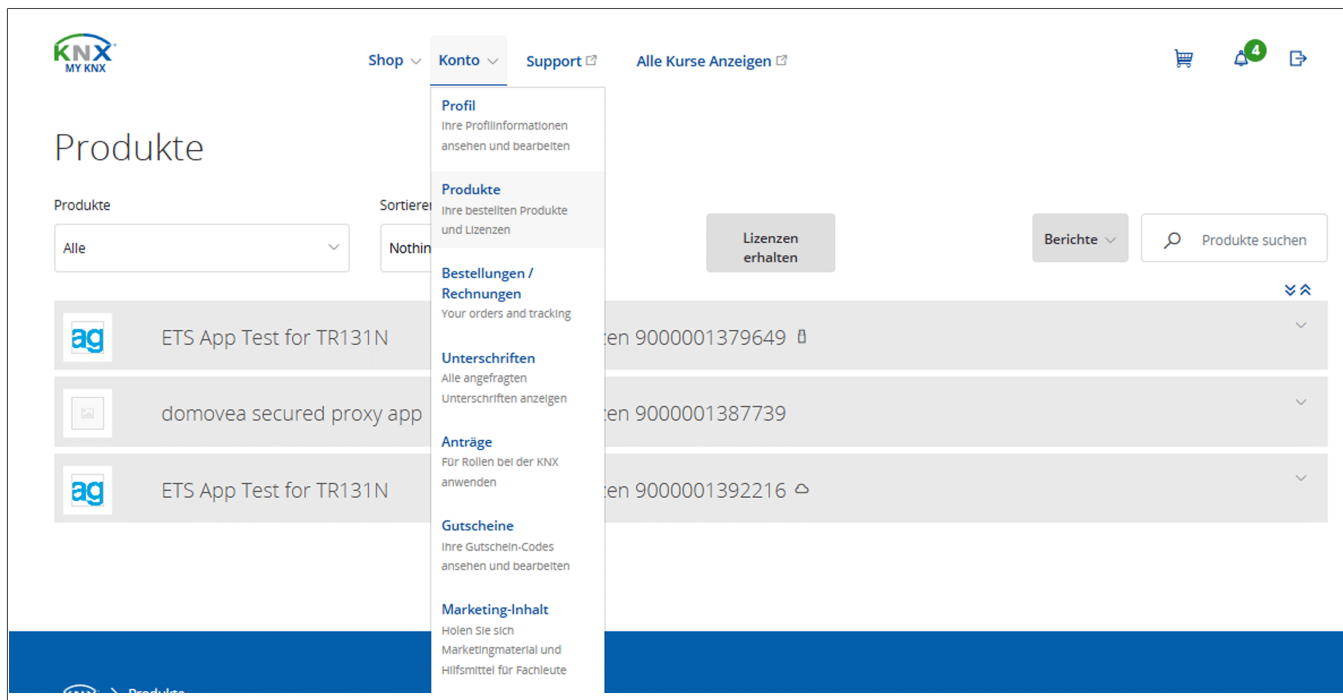 KNX
MY KNX
Shop
Konto
Support
Alle Kurse Anzeigen
4
Profil
Ihre Profilinformationen
ansehen und bearbeiten
Produkte
Ihre bestellten Produkte
und Lizenzen
Bestellungen /
Rechnungen
Your orders and tracking
Unterschriften
Alle angefragten
Unterschriften anzeigen
Anträge
Für Rollen bei der KNX
anwenden
Gutscheine
Ihre Gutschein-Codes
ansehen und bearbeiten
Marketing-Inhalt
Holen Sie sich
Marketingmaterial und
Hilfsmittel für Fachleute
Produkte
Produkte
Alle
Sortieren
Nothin
Lizenzen
erhalten
Berichte
Produkte suchen
ag
ETS App Test for TR131N
zen 9000001379649
domovea secured proxy app
zen 9000001387739
ag
ETS App Test for TR131N
zen 9000001392216
Produkte